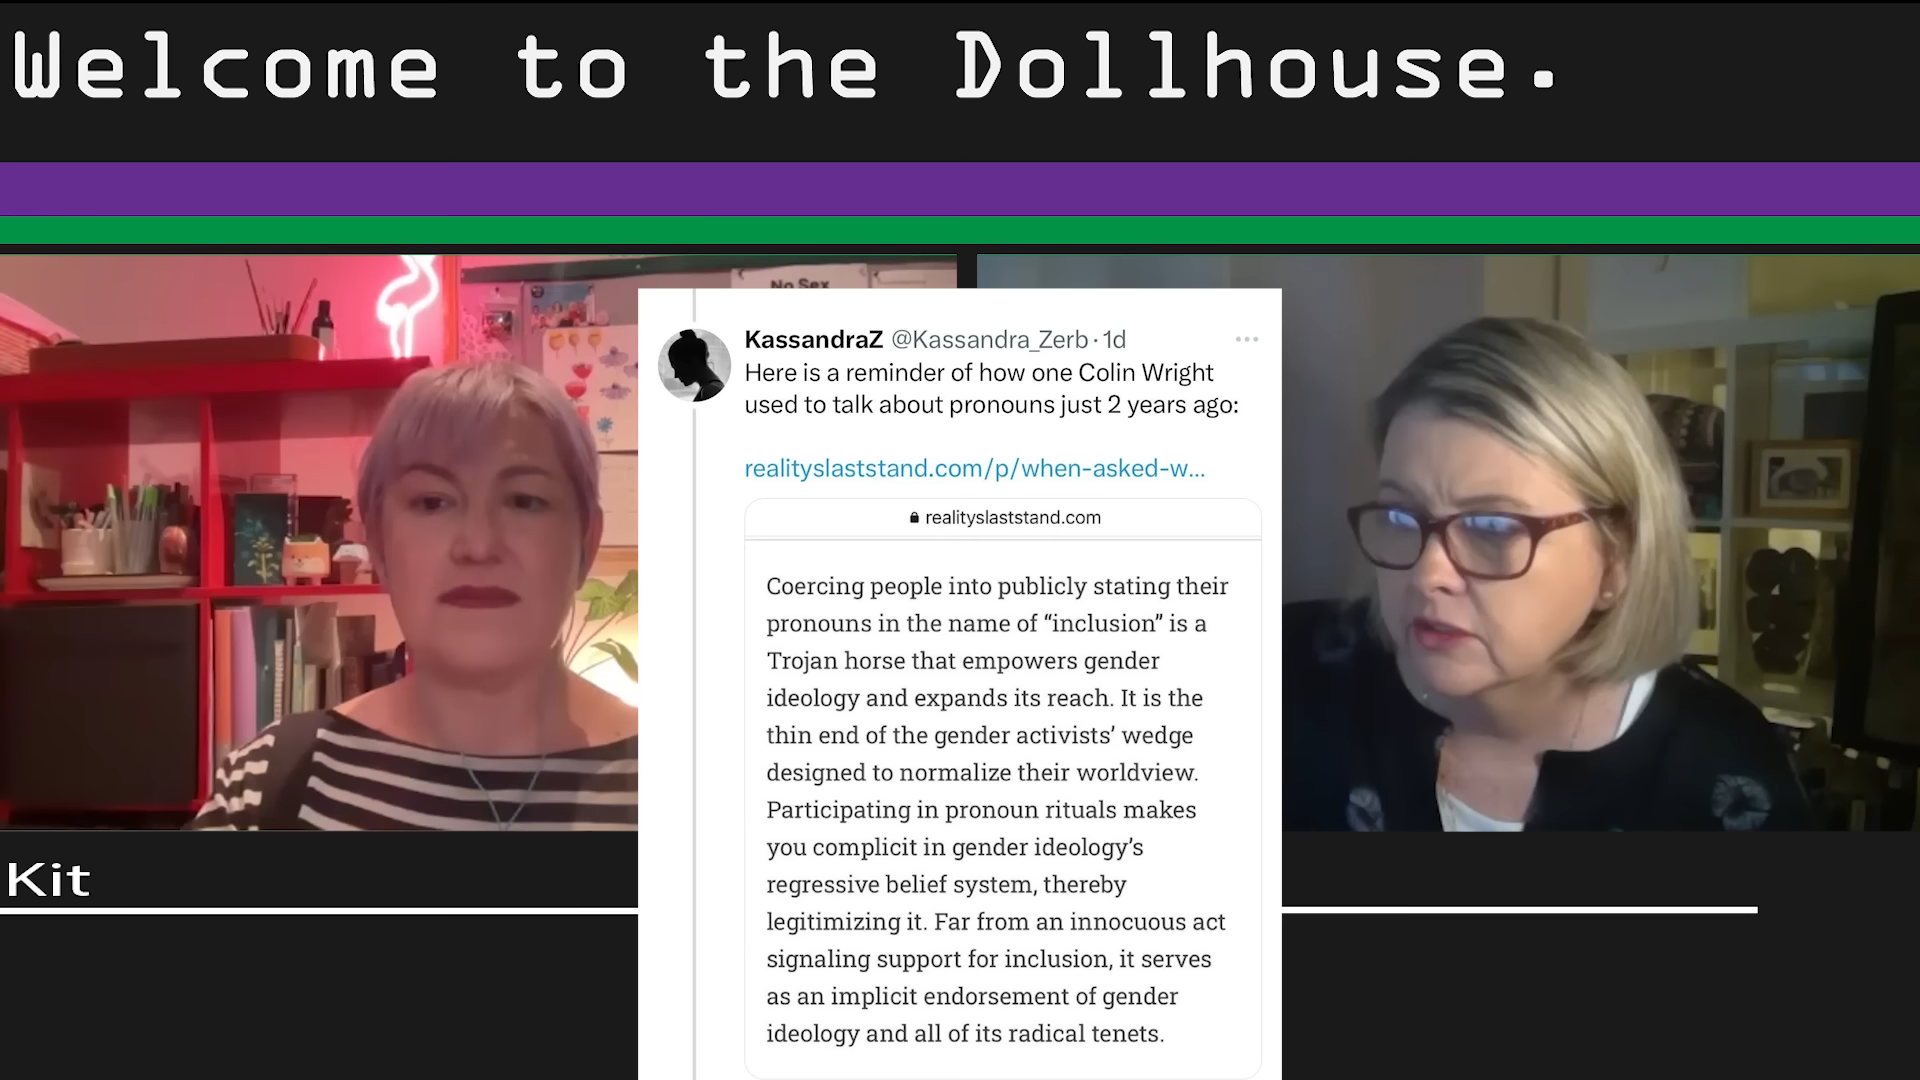 Welcome to the Dollhouse.
No Sex
KassandraZ @Kassandra_Zerb · 1d
Here is a reminder of how one Colin Wright
used to talk about pronouns just 2 years ago:
realityslaststand.com/p/when-asked-w...
realityslaststand.com
Coercing people into publicly stating their
pronouns in the name of “inclusion” is a
Trojan horse that empowers gender
ideology and expands its reach. It is the
thin end of the gender activists’ wedge
designed to normalize their worldview.
Participating in pronoun rituals makes
you complicit in gender ideology’s
regressive belief system, thereby
legitimizing it. Far from an innocuous act
signaling support for inclusion, it serves
as an implicit endorsement of gender
ideology and all of its radical tenets.
Kit